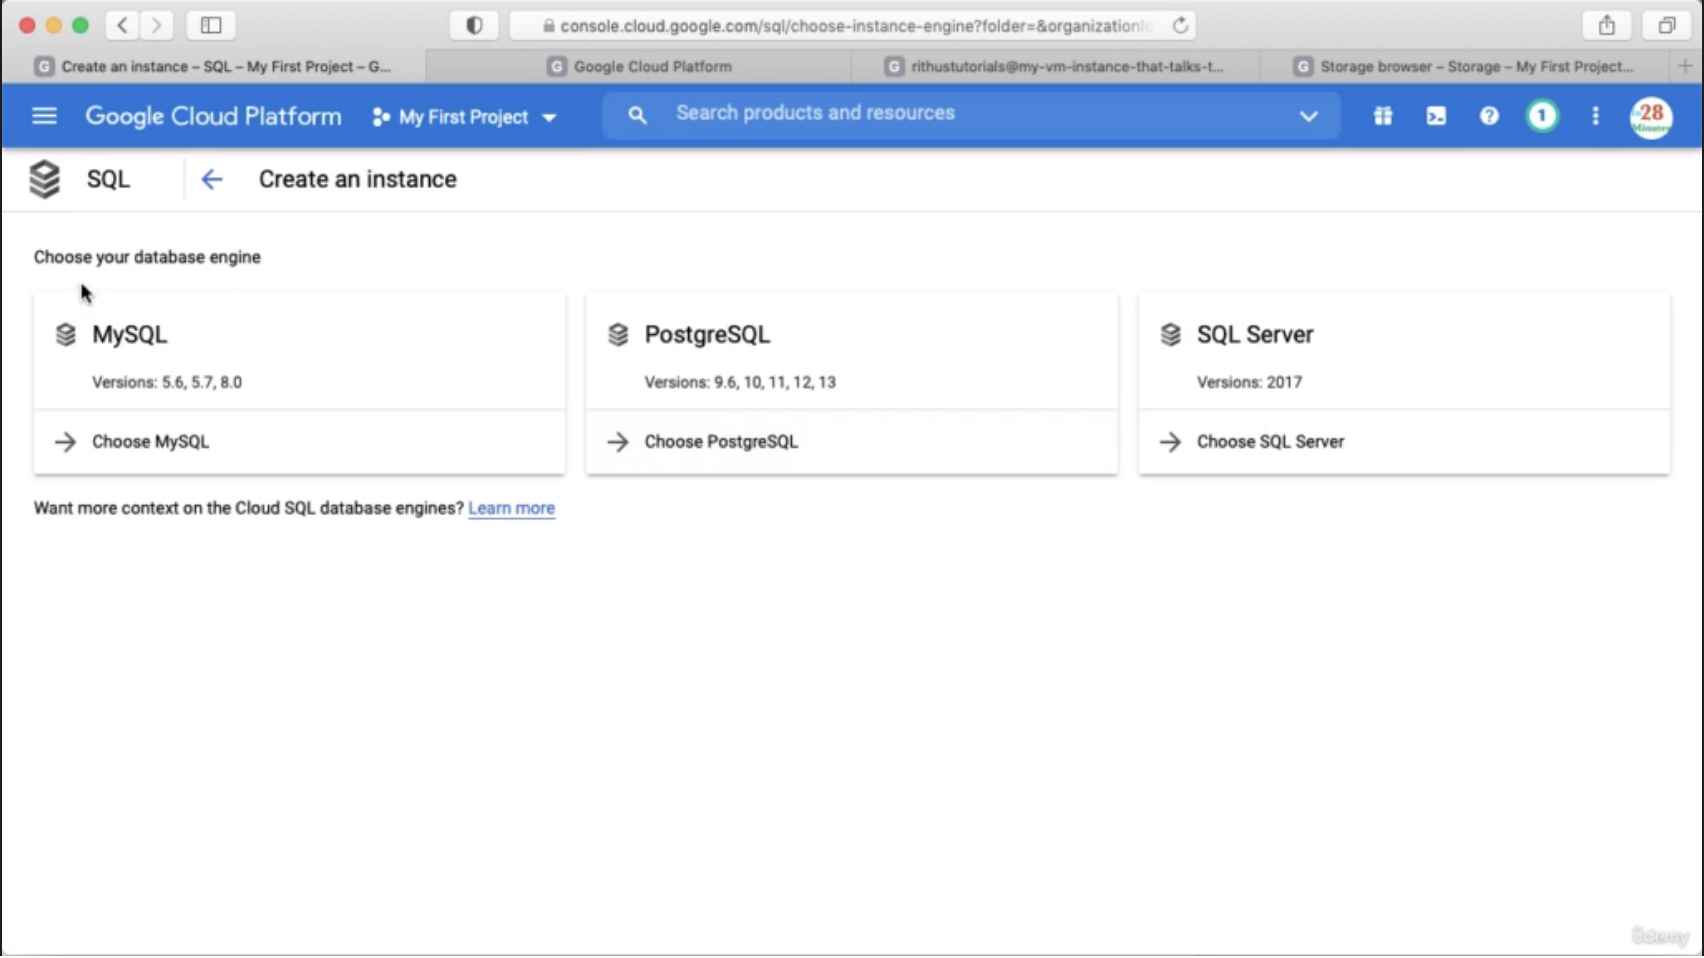 console.cloud.google.com/sql/choose-instance-engine?folder=&organizationId
Create an instance – SQL – My First Project – G...
Google Cloud Platform
rithustutorials@my-vm-instance-that-talks-t...
Storage browser – Storage – My First Project...
Google Cloud Platform
My First Project
Search products and resources
1
28
Minutes
SQL
Create an instance
Choose your database engine
MySQL
Versions: 5.6, 5.7, 8.0
Choose MySQL
PostgreSQL
Versions: 9.6, 10, 11, 12, 13
Choose PostgreSQL
SQL Server
Versions: 2017
Choose SQL Server
Want more context on the Cloud SQL database engines? Learn more
ûdemy